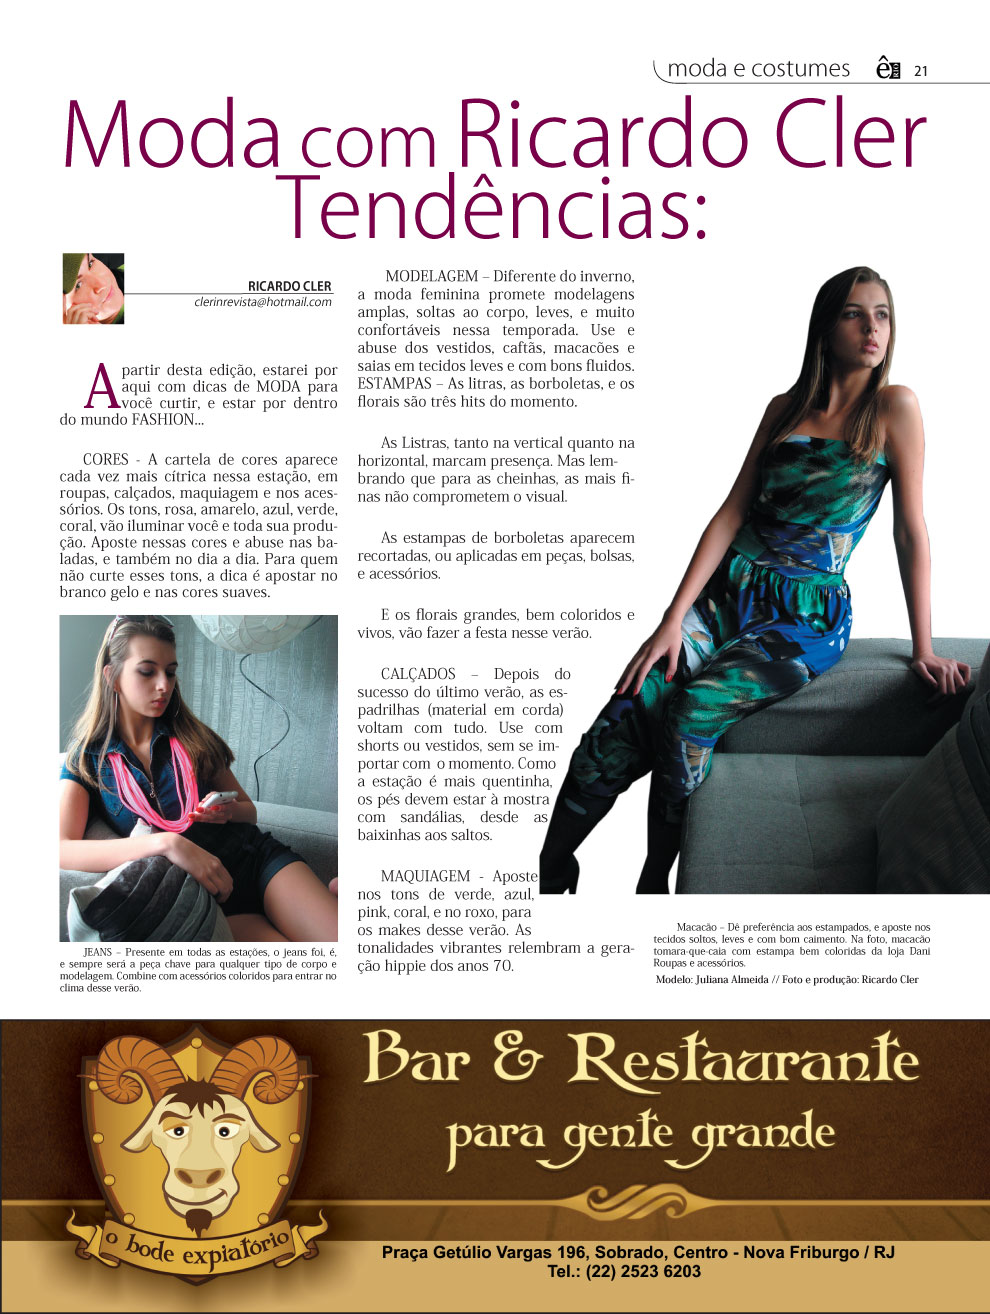 moda e costumes
ê
21
Moda com Ricardo Cler
Tendências:
RICARDO CLER
clerinrevista@hotmail.com
A partir desta edição, estarei por
aqui com dicas de MODA para
você curtir, e estar por dentro
do mundo FASHION...
CORES - A cartela de cores aparece
cada vez mais cítrica nessa estação, em
roupas, calçados, maquiagem e nos aces-
sórios. Os tons, rosa, amarelo, azul, verde,
coral, vão iluminar você e toda sua produ-
ção. Aposte nessas cores e abuse nas ba-
ladas, e também no dia a dia. Para quem
não curte esses tons, a dica é apostar no
branco gelo e nas cores suaves.
JEANS – Presente em todas as estações, o jeans foi, é,
e sempre será a peça chave para qualquer tipo de corpo e
modelagem. Combine com acessórios coloridos para entrar no
clima desse verão.
MODELAGEM – Diferente do inverno,
a moda feminina promete modelagens
amplas, soltas ao corpo, leves, e muito
confortáveis nessa temporada. Use e
abuse dos vestidos, caftãs, macacões e
saias em tecidos leves e com bons fluidos.
ESTAMPAS – As litras, as borboletas, e os
florais são três hits do momento.
As Listras, tanto na vertical quanto na
horizontal, marcam presença. Mas lem-
brando que para as cheinhas, as mais fi-
nas não comprometem o visual.
As estampas de borboletas aparecem
recortadas, ou aplicadas em peças, bolsas,
e acessórios.
E os florais grandes, bem coloridos e
vivos, vão fazer a festa nesse verão.
CALÇADOS – Depois do
sucesso do último verão, as es-
padrilhas (material em corda)
voltam com tudo. Use com
shorts ou vestidos, sem se im-
portar com o momento. Como
a estação é mais quentinha,
os pés devem estar à mostra
com sandálias, desde as
baixinhas aos saltos.
MAQUIAGEM - Aposte
nos tons de verde, azul,
pink, coral, e no roxo, para
os makes desse verão. As
tonalidades vibrantes relembram a gera-
ção hippie dos anos 70.
Macacão – Dê preferência aos estampados, e aposte nos
tecidos soltos, leves e com bom caimento. Na foto, macacão
tomara-que-caia com estampa bem coloridas da loja Dani
Roupas e acessórios.
Modelo: Juliana Almeida // Foto e produção: Ricardo Cler
Bar & Restaurante
para gente grande
o bode expiatório
Praça Getúlio Vargas 196, Sobrado, Centro - Nova Friburgo / RJ
Tel.: (22) 2523 6203